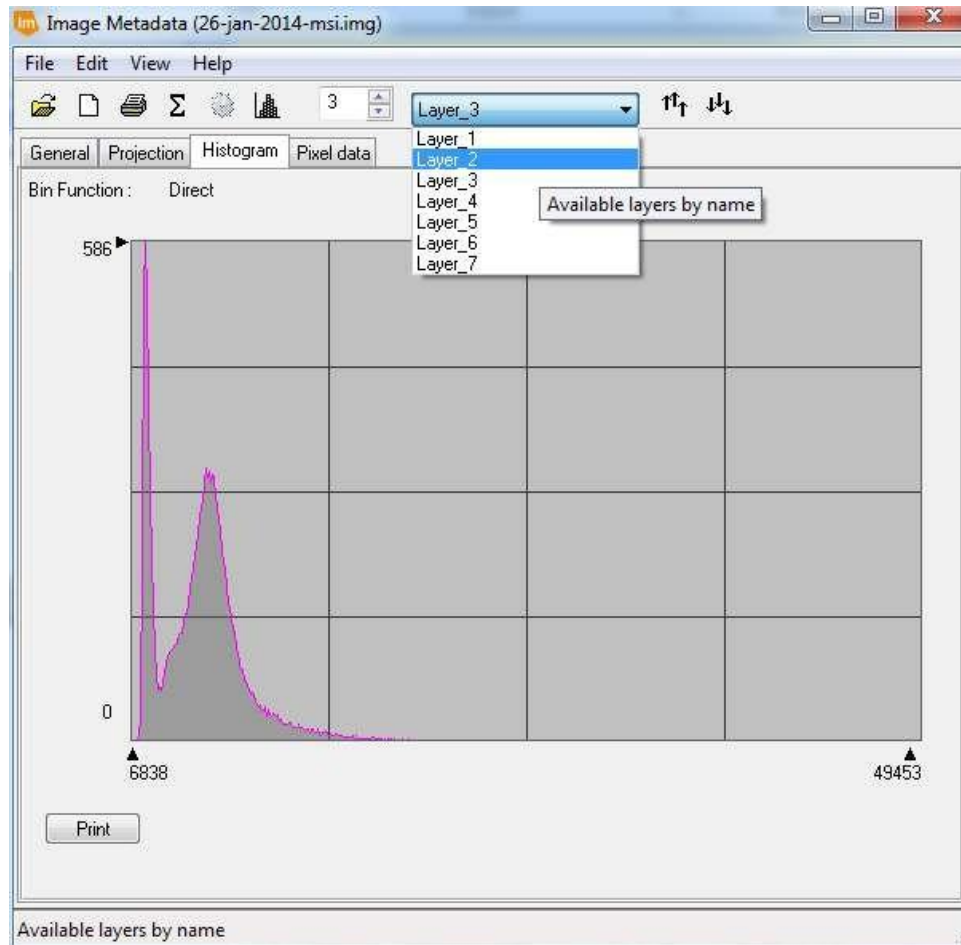 Image Metadata (26-jan-2014-msi.img)
File Edit View Help
3 Layer_3
Layer_1
Layer_2
Layer_3
Layer_4
Layer_5
Layer_6
Layer_7
Available layers by name
General Projection Histogram Pixel data
Bin Function : Direct
586
0
6838 49453
Print
Available layers by name